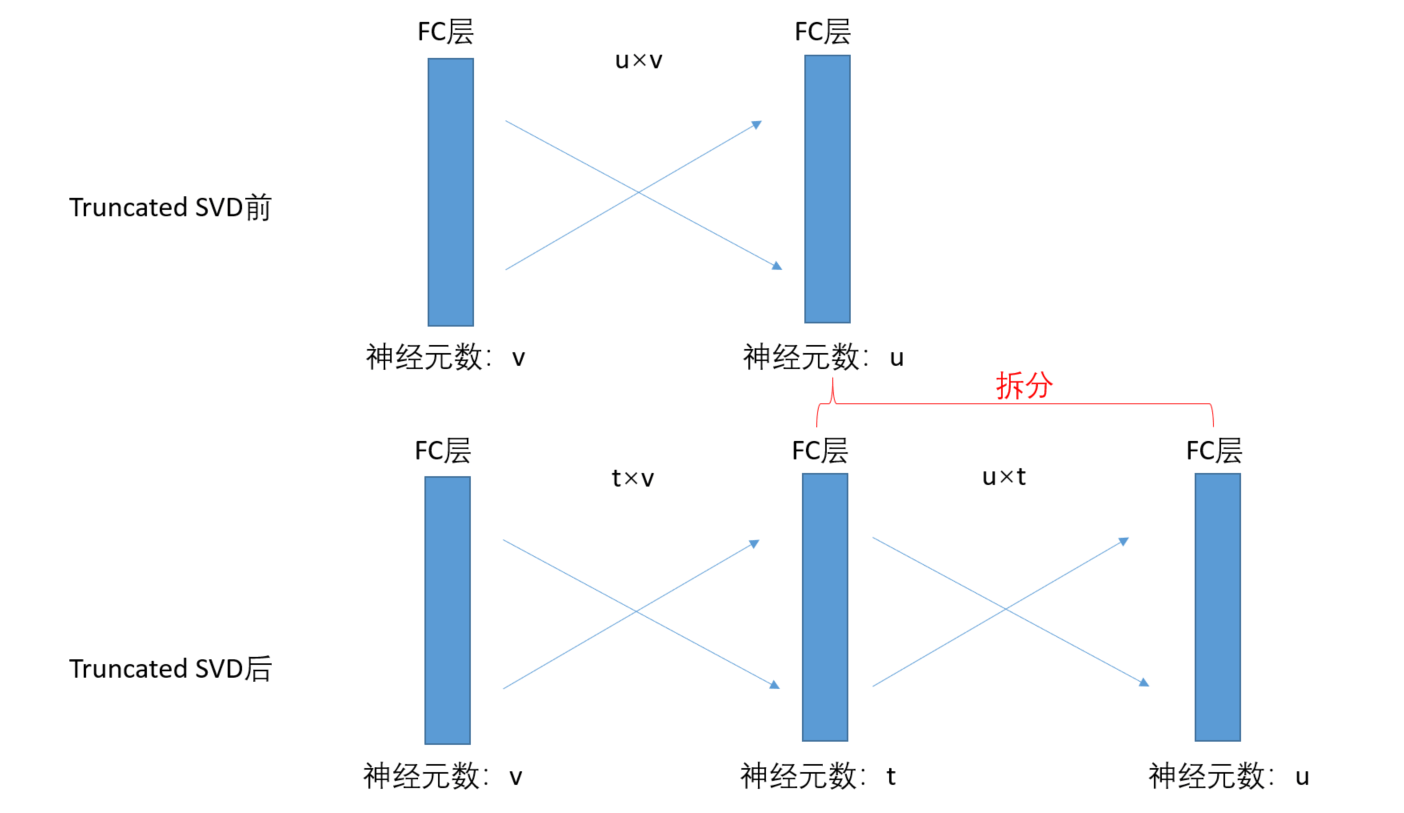 FC层
FC层
u×v
Truncated SVD前
神经元数：v
神经元数：u
拆分
FC层
FC层
FC层
t×v
u×t
Truncated SVD后
神经元数：v
神经元数：t
神经元数：u